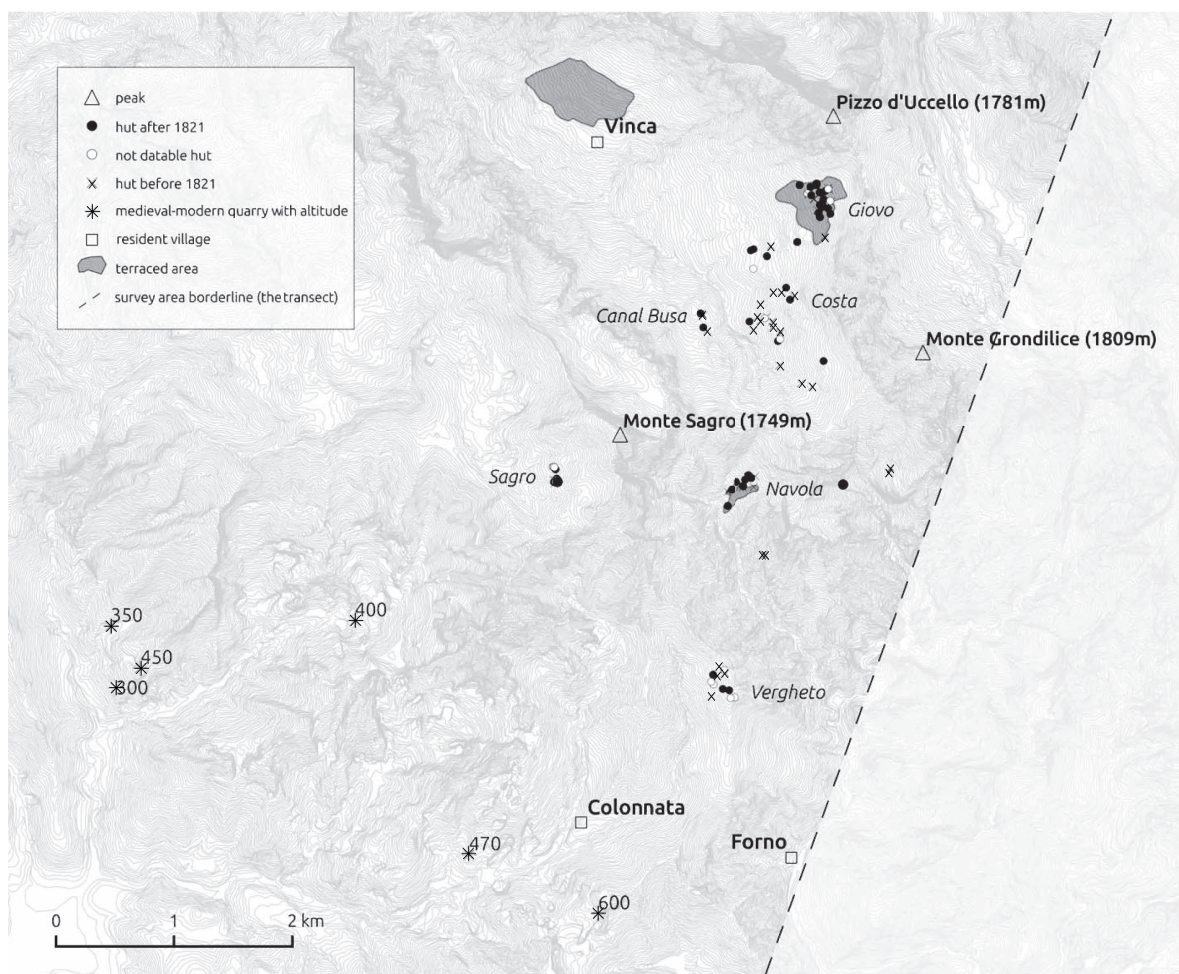 peak
hut after 1821
not datable hut
hut before 1821
medieval-modern quarry with altitude
resident village
terraced area
survey area borderline (the transect)
Vinca
Pizzo d'Uccello (1781m)
Giovo
Costa
Canal Busa
Monte Grondilice (1809m)
Monte Sagro (1749m)
Sagro
Navola
350
400
450
300
Vergheto
Colonnata
470
Forno
600
0 1 2 km